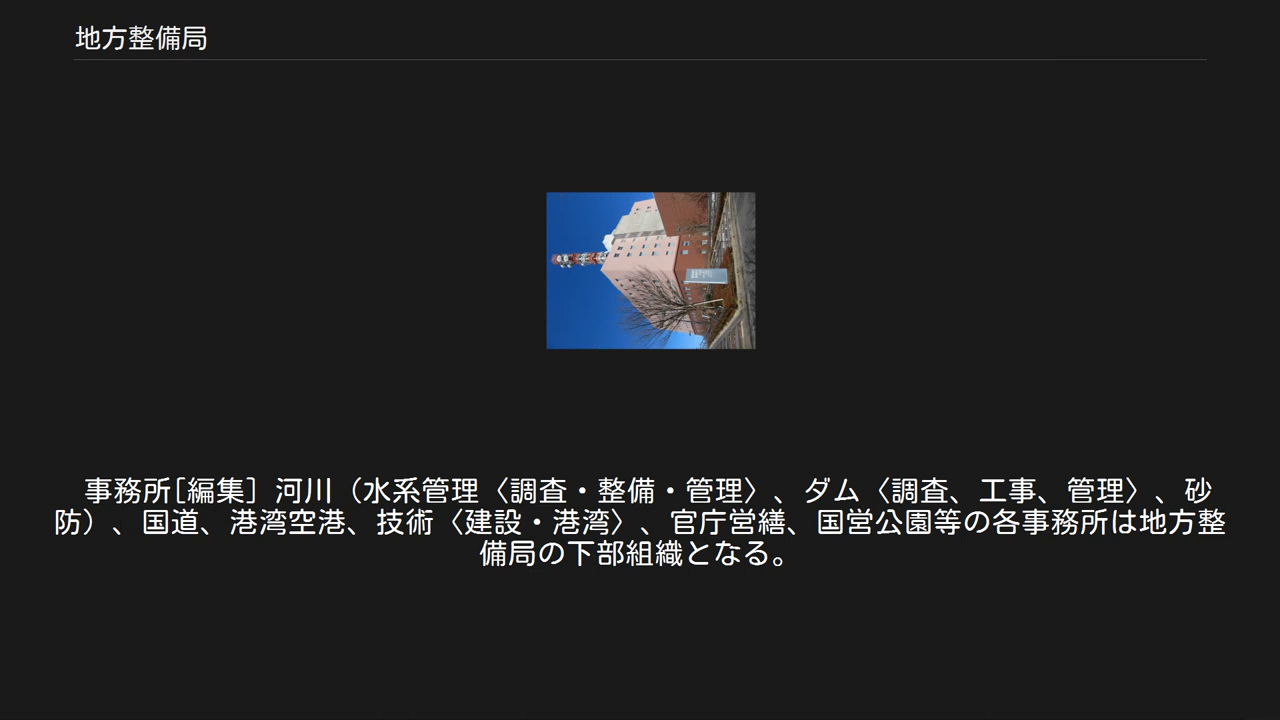 地方整備局
事務所[編集] 河川（水系管理〈調査・整備・管理〉、ダム〈調査、工事、管理〉、砂
防）、国道、港湾空港、技術〈建設・港湾〉、官庁営繕、国営公園等の各事務所は地方整
備局の下部組織となる。